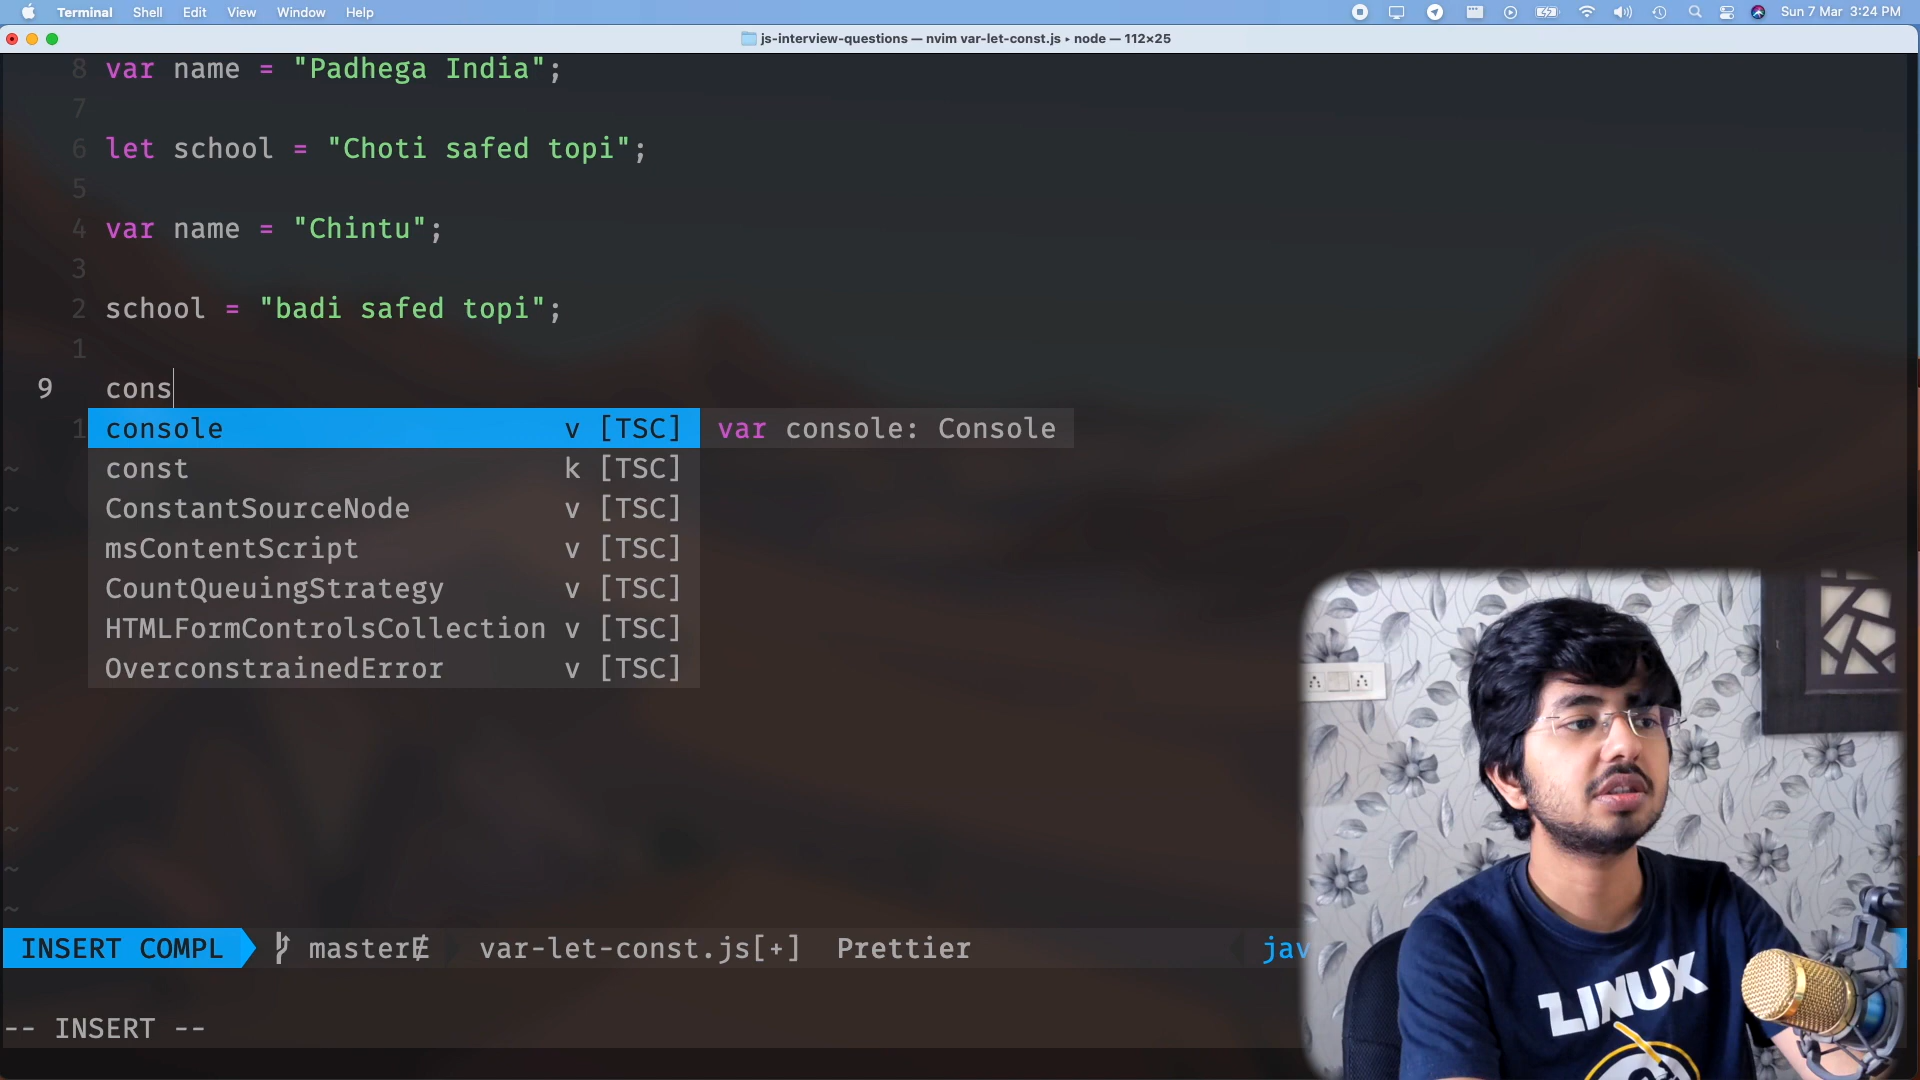 Terminal Shell Edit View Window Help Sun 7 Mar 3:24 PM
js-interview-questions — nvim var-let-const.js ▸ node — 112×25
8 var name = "Padhega India";
7
6 let school = "Choti safed topi";
5
4 var name = "Chintu";
3
2 school = "badi safed topi";
1
9 cons
1 console v [TSC] var console: Console
~ const k [TSC]
~ ConstantSourceNode v [TSC]
~ msContentScript v [TSC]
~ CountQueuingStrategy v [TSC]
~ HTMLFormControlsCollection v [TSC]
~ OverconstrainedError v [TSC]
~
~
~
~
~
~
INSERT COMPL master var-let-const.js[+] Prettier jav
-- INSERT --
LINUX